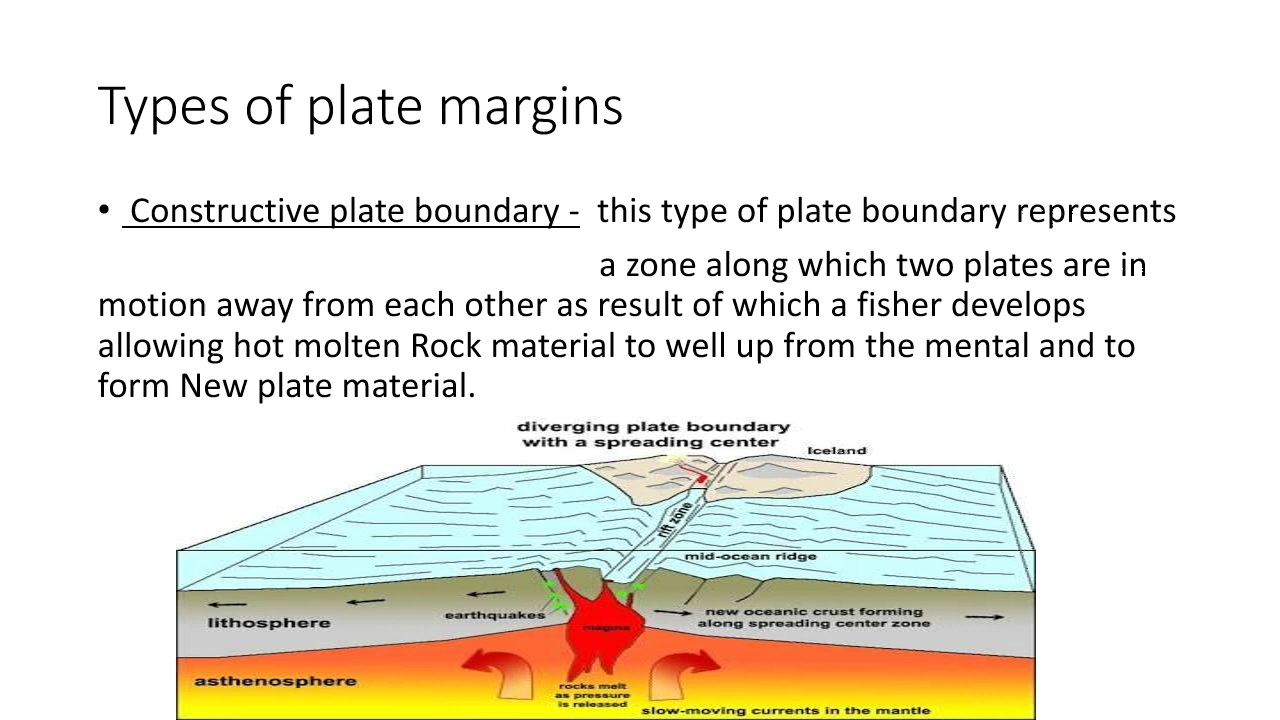 Types of plate margins
• Constructive plate boundary - this type of plate boundary represents
a zone along which two plates are in
motion away from each other as result of which a fisher develops
allowing hot molten Rock material to well up from the mental and to
form New plate material.
diverging plate boundary
with a spreading center
Iceland
rift zone
mid-ocean ridge
earthquakes
new oceanic crust forming
along spreading center zone
lithosphere
magma
asthenosphere
rocks melt
as pressure
is released
slow-moving currents in the mantle